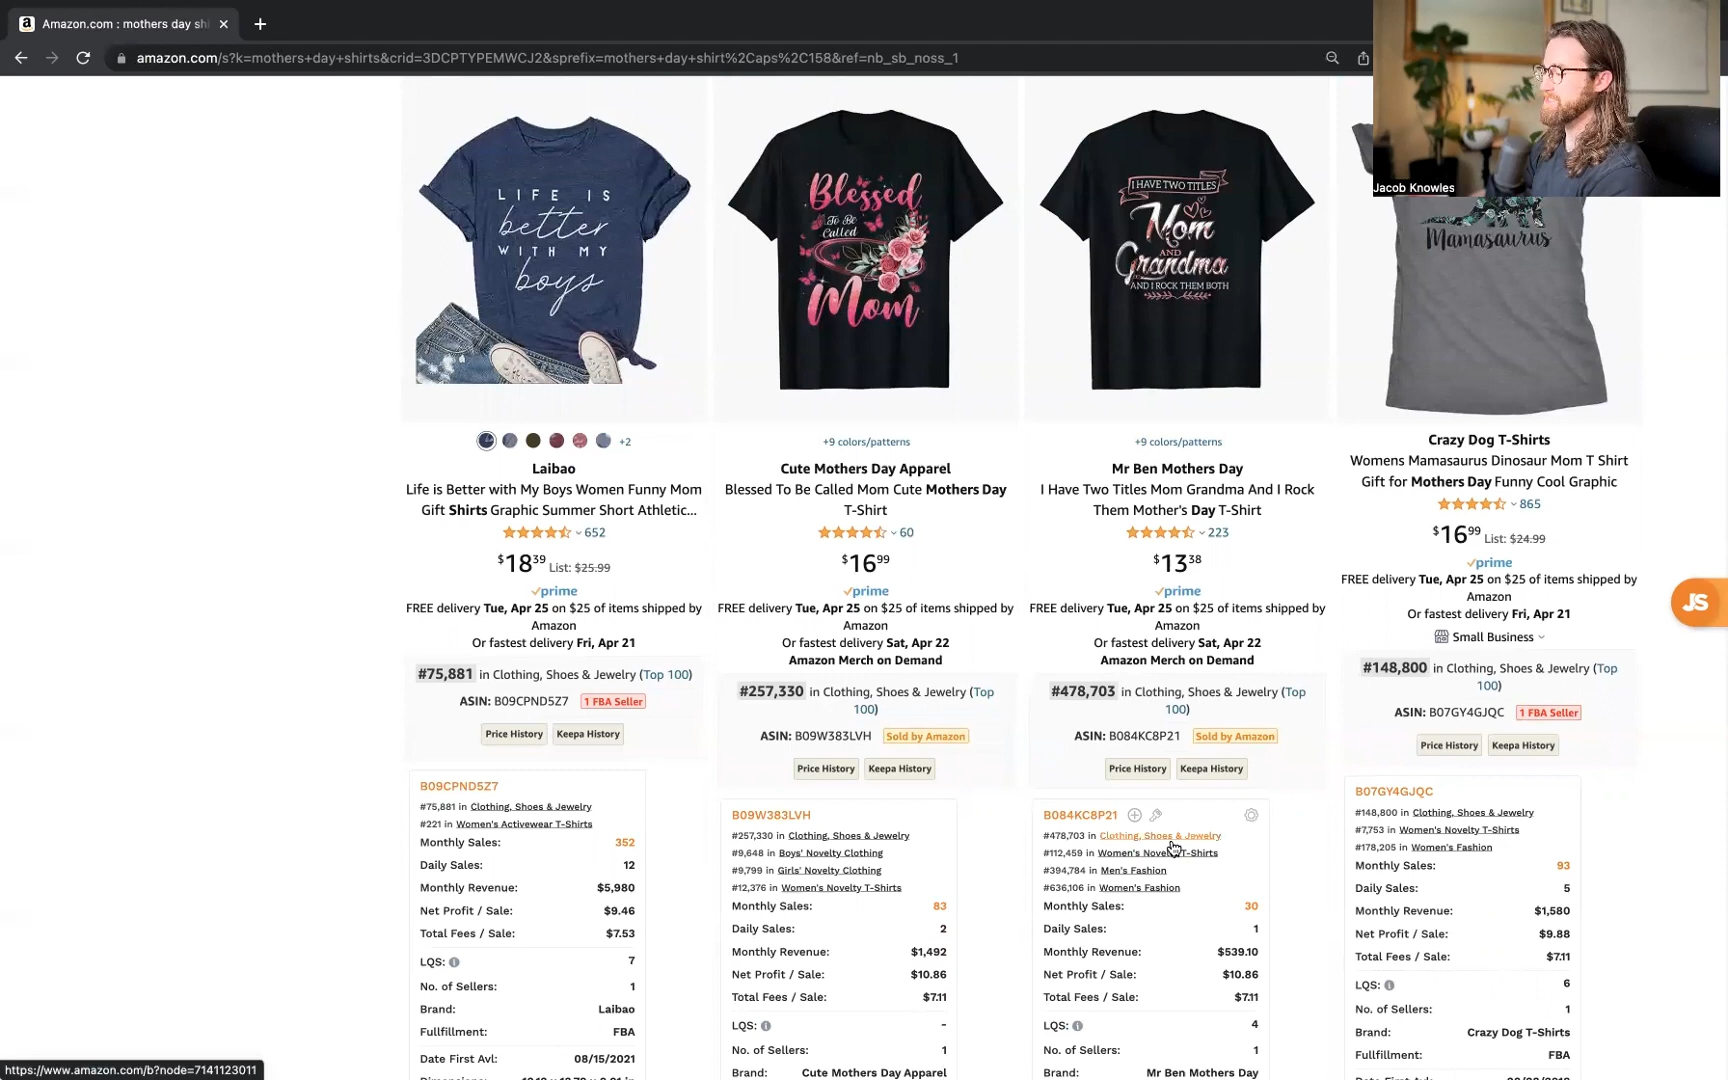 Amazon.com : mothers day shi
amazon.com/s?k=mothers+day+shirts&crid=3DCPTYPEMWCJ2&sprefix=mothers+day+shirt%2Caps%2C158&ref=nb_sb_noss_1
Jacob Knowles
LIFE IS
better
WITH MY
boys
Blessed
To Be
Called
Mom
I HAVE TWO TITLES
Mom
AND
Grandma
AND I ROCK THEM BOTH
Mamasaurus
+2
Laibao
Life is Better with My Boys Women Funny Mom
Gift Shirts Graphic Summer Short Athletic...
652
$1839 List: $25.99
prime
FREE delivery Tue, Apr 25 on $25 of items shipped by
Amazon
Or fastest delivery Fri, Apr 21
#75,881 in Clothing, Shoes & Jewelry (Top 100)
ASIN: B09CPND5Z7 1 FBA Seller
Price History Keepa History
B09CPND5Z7
#75,881 in Clothing, Shoes & Jewelry
#221 in Women's Activewear T-Shirts
Monthly Sales: 352
Daily Sales: 12
Monthly Revenue: $5,980
Net Profit / Sale: $9.46
Total Fees / Sale: $7.53
LQS: 7
No. of Sellers: 1
Brand: Laibao
Fullfillment: FBA
Date First Avl: 08/15/2021
+9 colors/patterns
Cute Mothers Day Apparel
Blessed To Be Called Mom Cute Mothers Day
T-Shirt
60
$1699
prime
FREE delivery Tue, Apr 25 on $25 of items shipped by
Amazon
Or fastest delivery Sat, Apr 22
Amazon Merch on Demand
#257,330 in Clothing, Shoes & Jewelry (Top
100)
ASIN: B09W383LVH Sold by Amazon
Price History Keepa History
B09W383LVH
#257,330 in Clothing, Shoes & Jewelry
#9,648 in Boys' Novelty Clothing
#9,799 in Girls' Novelty Clothing
#12,376 in Women's Novelty T-Shirts
Monthly Sales: 83
Daily Sales: 2
Monthly Revenue: $1,492
Net Profit / Sale: $10.86
Total Fees / Sale: $7.11
LQS: -
No. of Sellers: 1
Brand: Cute Mothers Day Apparel
+9 colors/patterns
Mr Ben Mothers Day
I Have Two Titles Mom Grandma And I Rock
Them Mother's Day T-Shirt
223
$1338
prime
FREE delivery Tue, Apr 25 on $25 of items shipped by
Amazon
Or fastest delivery Sat, Apr 22
Amazon Merch on Demand
#478,703 in Clothing, Shoes & Jewelry (Top
100)
ASIN: B084KC8P21 Sold by Amazon
Price History Keepa History
B084KC8P21
#478,703 in Clothing, Shoes & Jewelry
#112,459 in Women's Novelty T-Shirts
#394,784 in Men's Fashion
#636,106 in Women's Fashion
Monthly Sales: 30
Daily Sales: 1
Monthly Revenue: $539.10
Net Profit / Sale: $10.86
Total Fees / Sale: $7.11
LQS: 4
No. of Sellers: 1
Brand: Mr Ben Mothers Day
Crazy Dog T-Shirts
Womens Mamasaurus Dinosaur Mom T Shirt
Gift for Mothers Day Funny Cool Graphic
865
$1699 List: $24.99
prime
FREE delivery Tue, Apr 25 on $25 of items shipped by
Amazon
Or fastest delivery Fri, Apr 21
Small Business
#148,800 in Clothing, Shoes & Jewelry (Top
100)
ASIN: B07GY4GJQC 1 FBA Seller
Price History Keepa History
B07GY4GJQC
#148,800 in Clothing, Shoes & Jewelry
#7,753 in Women's Novelty T-Shirts
#178,205 in Women's Fashion
Monthly Sales: 93
Daily Sales: 5
Monthly Revenue: $1,580
Net Profit / Sale: $9.88
Total Fees / Sale: $7.11
LQS: 6
No. of Sellers: 1
Brand: Crazy Dog T-Shirts
Fullfillment: FBA
JS
https://www.amazon.com/b?node=7141123011